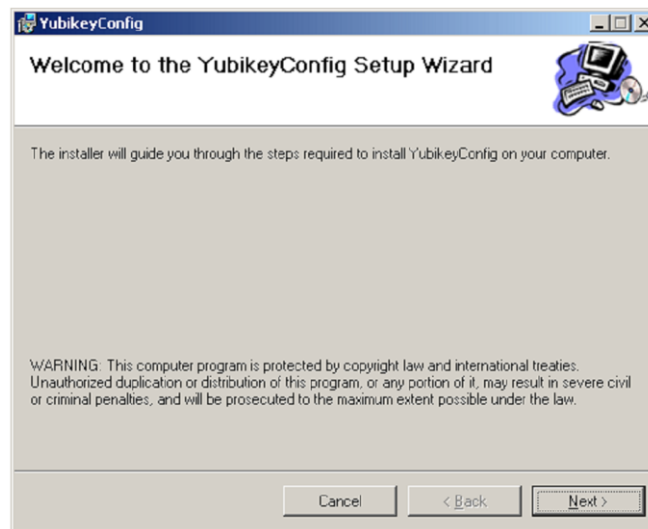 YubikeyConfig
Welcome to the YubikeyConfig Setup Wizard
The installer will guide you through the steps required to install YubikeyConfig on your computer.
WARNING: This computer program is protected by copyright law and international treaties.
Unauthorized duplication or distribution of this program, or any portion of it, may result in severe civil
or criminal penalties, and will be prosecuted to the maximum extent possible under the law.
Cancel < Back Next >